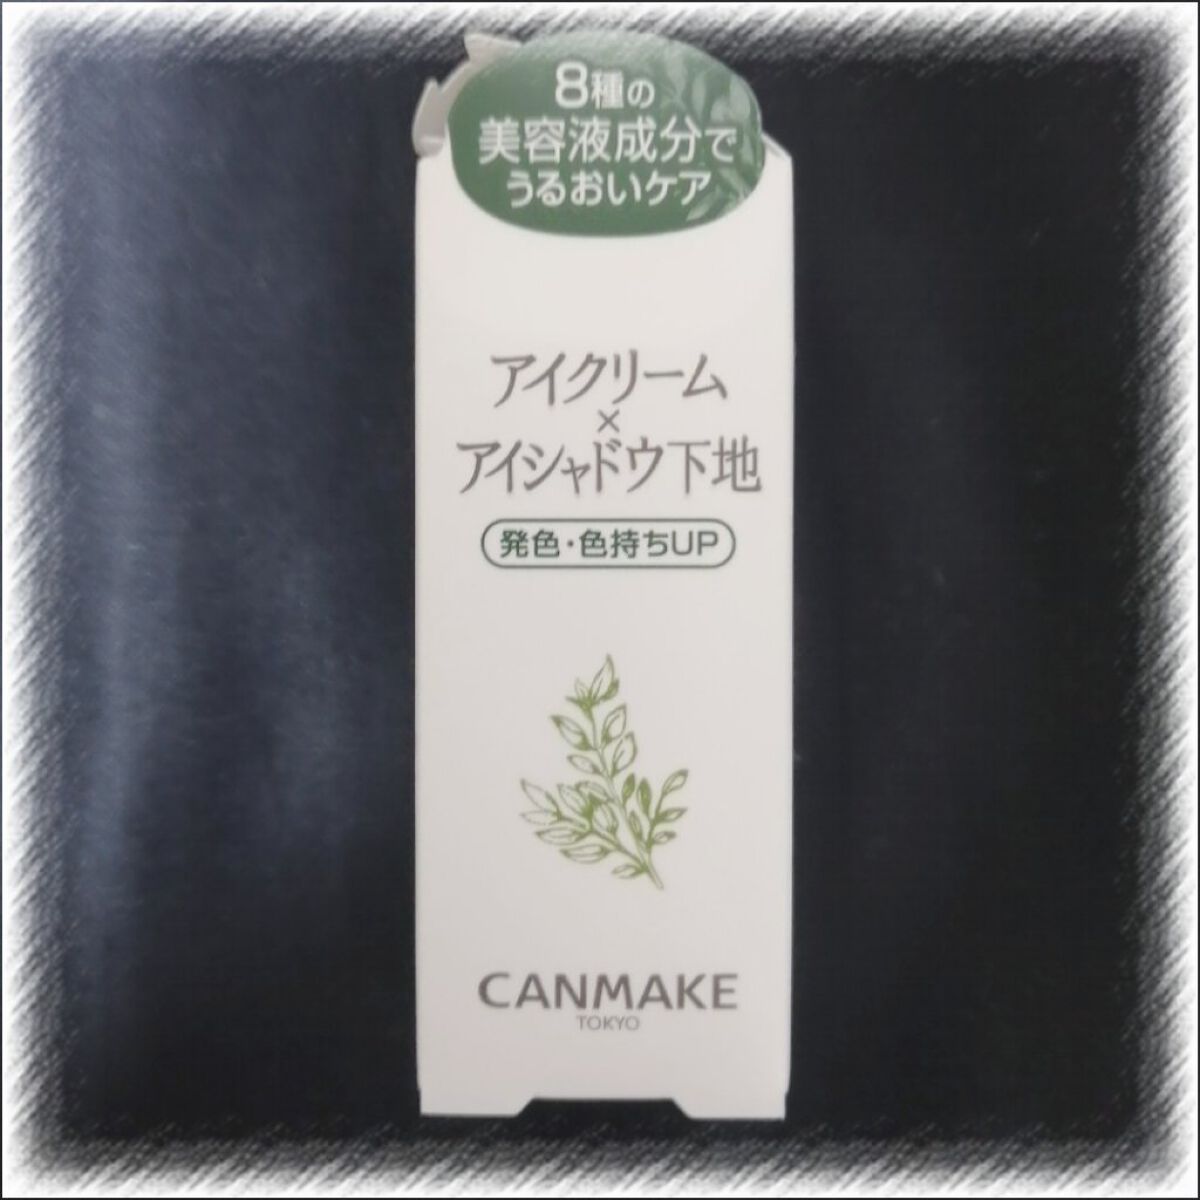 8種の
美容液成分で
うるおいケア
アイクリーム
×
アイシャドウ下地
発色・色持ちUP
CANMAKE
TOKYO